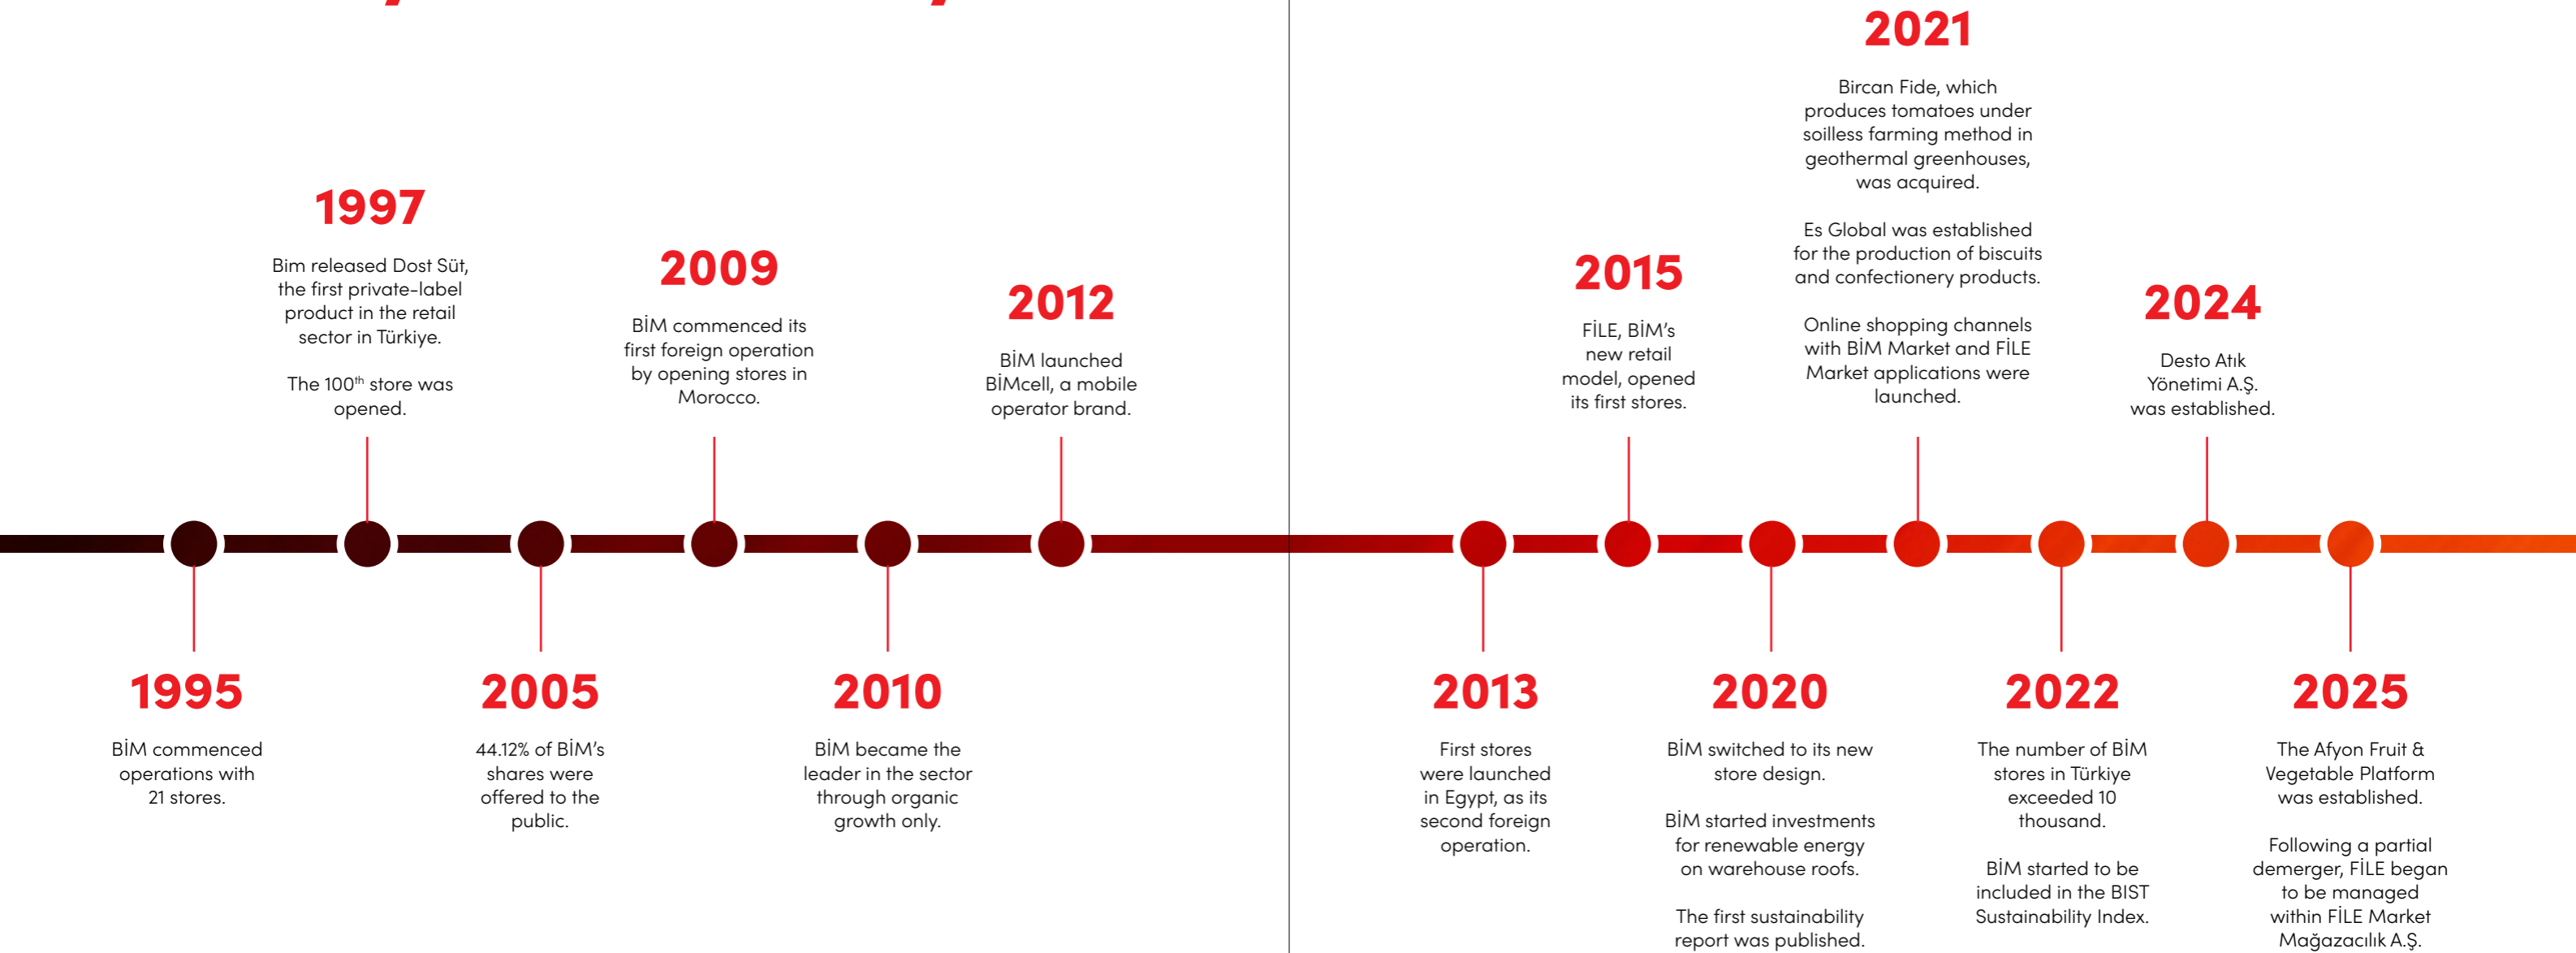 1995
BİM commenced
operations with
21 stores.
1997
Bim released Dost Süt,
the first private-label
product in the retail
sector in Türkiye.
The 100th store was
opened.
2005
44.12% of BİM's
shares were
offered to the
public.
2009
BİM commenced its
first foreign operation
by opening stores in
Morocco.
2010
BİM became the
leader in the sector
through organic
growth only.
2012
BİM launched
BİMcell, a mobile
operator brand.
2013
First stores
were launched
in Egypt, as its
second foreign
operation.
2015
FİLE, BİM's
new retail
model, opened
its first stores.
2020
BİM switched to its new
store design.
BİM started investments
for renewable energy
on warehouse roofs.
The first sustainability
report was published.
2021
Bircan Fide, which
produces tomatoes under
soilless farming method in
geothermal greenhouses,
was acquired.
Es Global was established
for the production of biscuits
and confectionery products.
Online shopping channels
with BİM Market and FİLE
Market applications were
launched.
2022
The number of BİM
stores in Türkiye
exceeded 10
thousand.
BİM started to be
included in the BIST
Sustainability Index.
2024
Desto Atık
Yönetimi A.Ş.
was established.
2025
The Afyon Fruit &
Vegetable Platform
was established.
Following a partial
demerger, FİLE began
to be managed
within FİLE Market
Mağazacılık A.Ş.